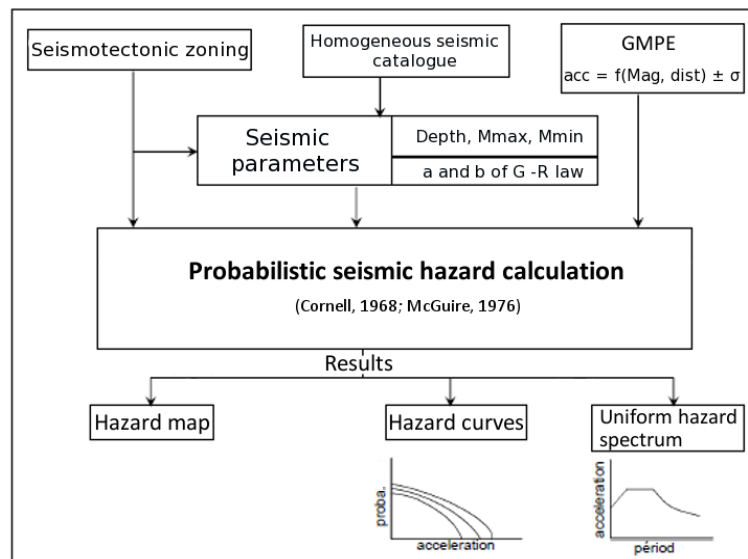 Seismotectonic zoning
Homogeneous seismic
catalogue
GMPE
acc = f(Mag, dist) ± σ
Seismic
parameters
Depth, Mmax, Mmin
a and b of G -R law
Probabilistic seismic hazard calculation
(Cornell, 1968; McGuire, 1976)
Results
Hazard map
Hazard curves
Uniform hazard
spectrum
proba.
acceleration
acceleration
périod